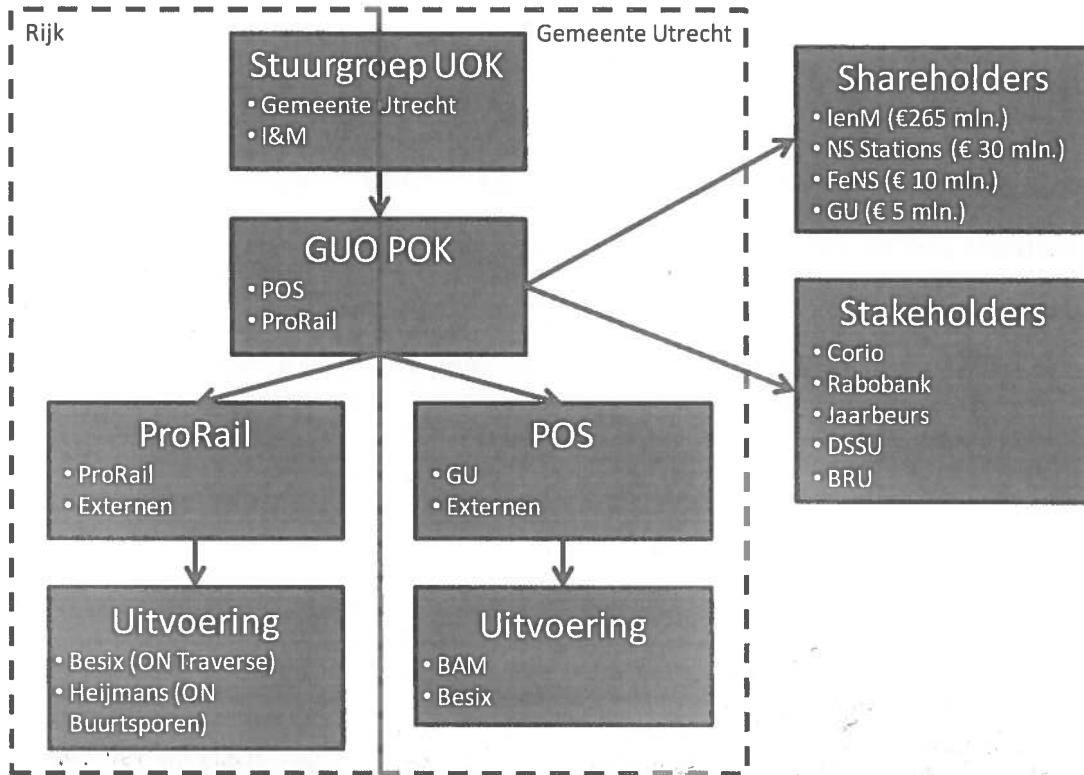 Rijk
Gemeente Utrecht
Stuurgroep UOK
• Gemeente Utrecht
• I&M
GUO POK
• POS
• ProRail
ProRail
• ProRail
• Externen
POS
• GU
• Externen
Uitvoering
• Besix (ON Traverse)
• Heijmans (ON
Buurtsporen)
Uitvoering
• BAM
• Besix
Shareholders
• IenM (€265 mln.)
• NS Stations (€ 30 mln.)
• FeNS (€ 10 mln.)
• GU (€ 5 mln.)
Stakeholders
• Corio
• Rabobank
• Jaarbeurs
• DSSU
• BRU